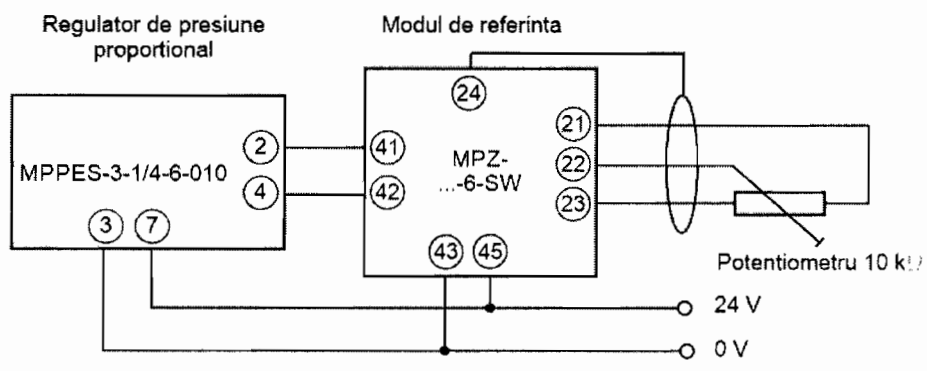 Regulator de presiune
proportional
Modul de referinta
24
21
2
41
MPZ-
22
MPPES-3-1/4-6-010
...-6-SW
4
42
23
3
7
43
45
Potentiometru 10 k
24 V
0 V